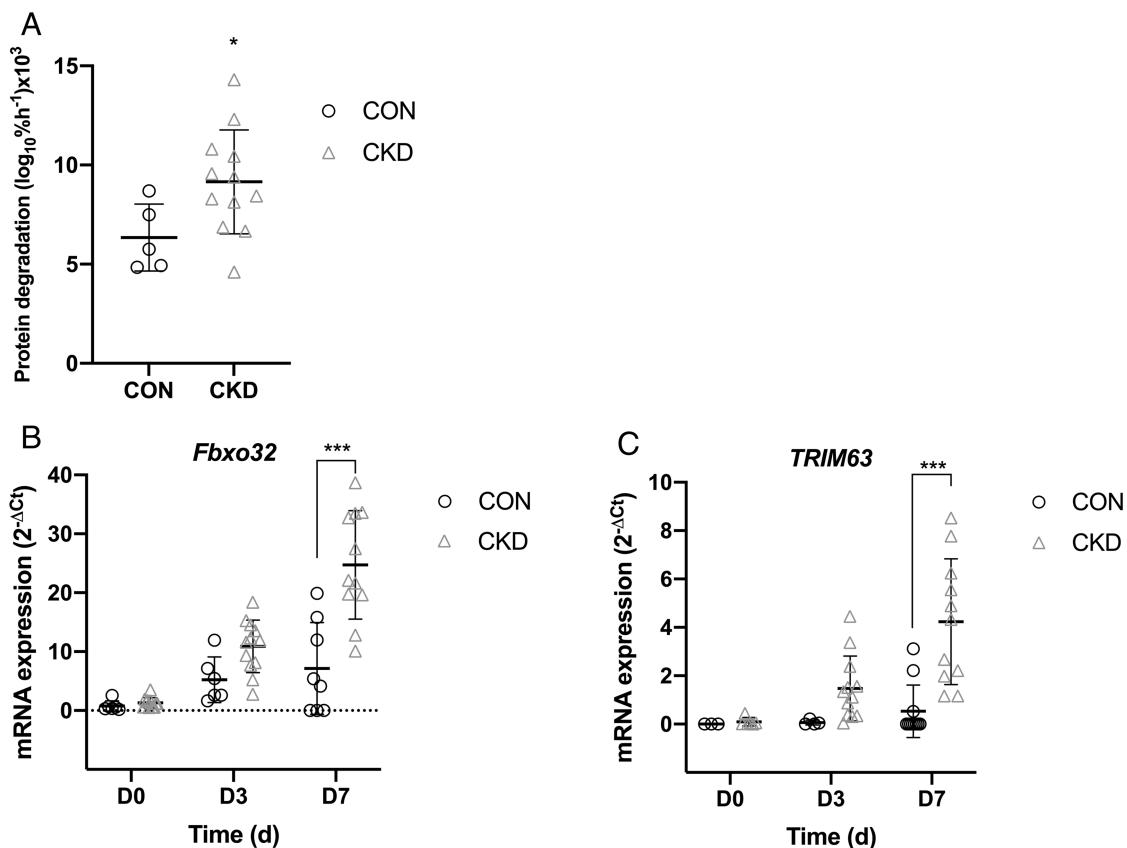 A
Protein degradation (log10%h-1)x103
15
10
5
0
*
CON
CKD
CON
CKD
B
Fbxo32
***
mRNA expression (2-ΔCt)
40
30
20
10
0
CON
CKD
D0
D3
D7
Time (d)
C
TRIM63
***
mRNA expression (2-ΔCt)
10
8
6
4
2
0
CON
CKD
D0
D3
D7
Time (d)